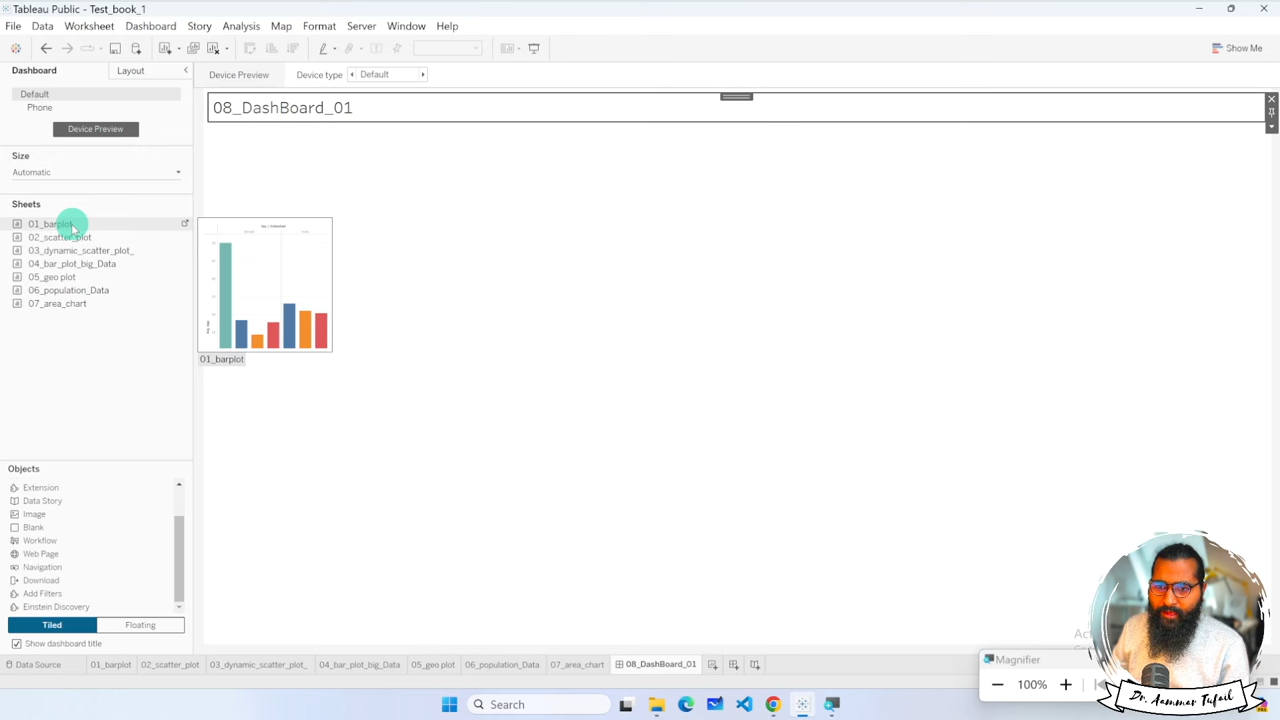 Tableau Public - Test_book_1
File Data Worksheet Dashboard Story Analysis Map Format Server Window Help
Show Me
Dashboard Layout
Device Preview Device type Default
Default
Phone
Device Preview
08_DashBoard_01
Size
Automatic
Sheets
01_barplot
02_scatter_plot
03_dynamic_scatter_plot_
04_bar_plot_big_Data
05_geo plot
06_population_Data
07_area_chart
01_barplot
Objects
Extension
Data Story
Image
Blank
Workflow
Web Page
Navigation
Download
Add Filters
Einstein Discovery
Tiled Floating
Show dashboard title
Data Source 01_barplot 02_scatter_plot 03_dynamic_scatter_plot_ 04_bar_plot_big_Data 05_geo plot 06_population_Data 07_area_chart 08_DashBoard_01
Magnifier
100%
Search
Dr. Aammar Tufail